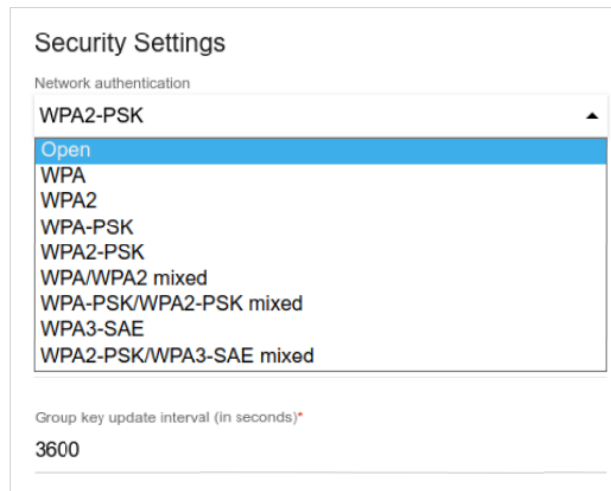 Security Settings
Network authentication
WPA2-PSK
Open
WPA
WPA2
WPA-PSK
WPA2-PSK
WPA/WPA2 mixed
WPA-PSK/WPA2-PSK mixed
WPA3-SAE
WPA2-PSK/WPA3-SAE mixed
Group key update interval (in seconds)*
3600